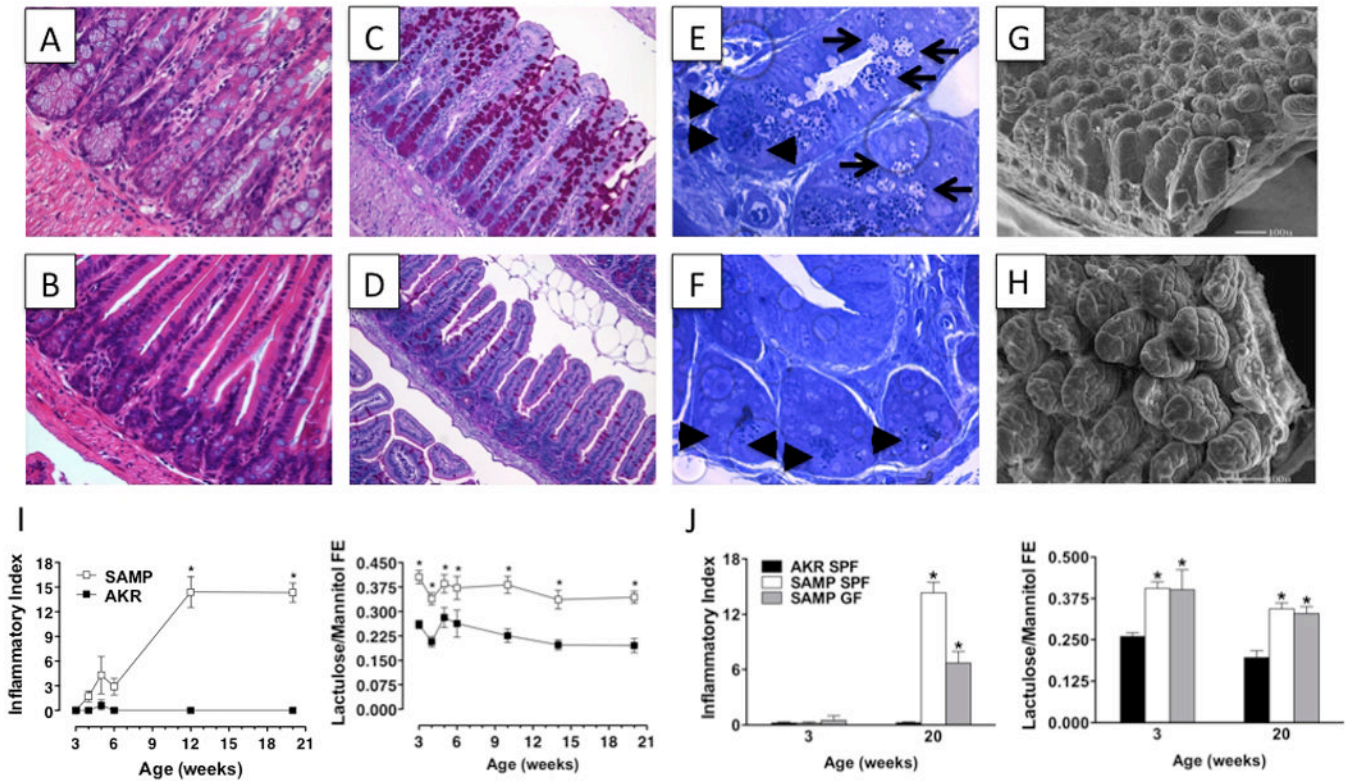 A
C
E
G
100u
B
D
F
H
I
Inflammatory Index
18
15
12
9
6
3
0
SAMP
AKR
*
*
3 6 9 12 15 18 21
Age (weeks)
Lactulose/Mannitol FE
0.450
0.375
0.300
0.225
0.150
0.075
0.000
* * * * * * *
3 6 9 12 15 18 21
Age (weeks)
J
Inflammatory Index
18
12
6
0
AKR SPF
SAMP SPF
SAMP GF
*
*
3 20
Age (weeks)
Lactulose/Mannitol FE
0.500
0.375
0.250
0.125
0.000
* *
* *
3 20
Age (weeks)